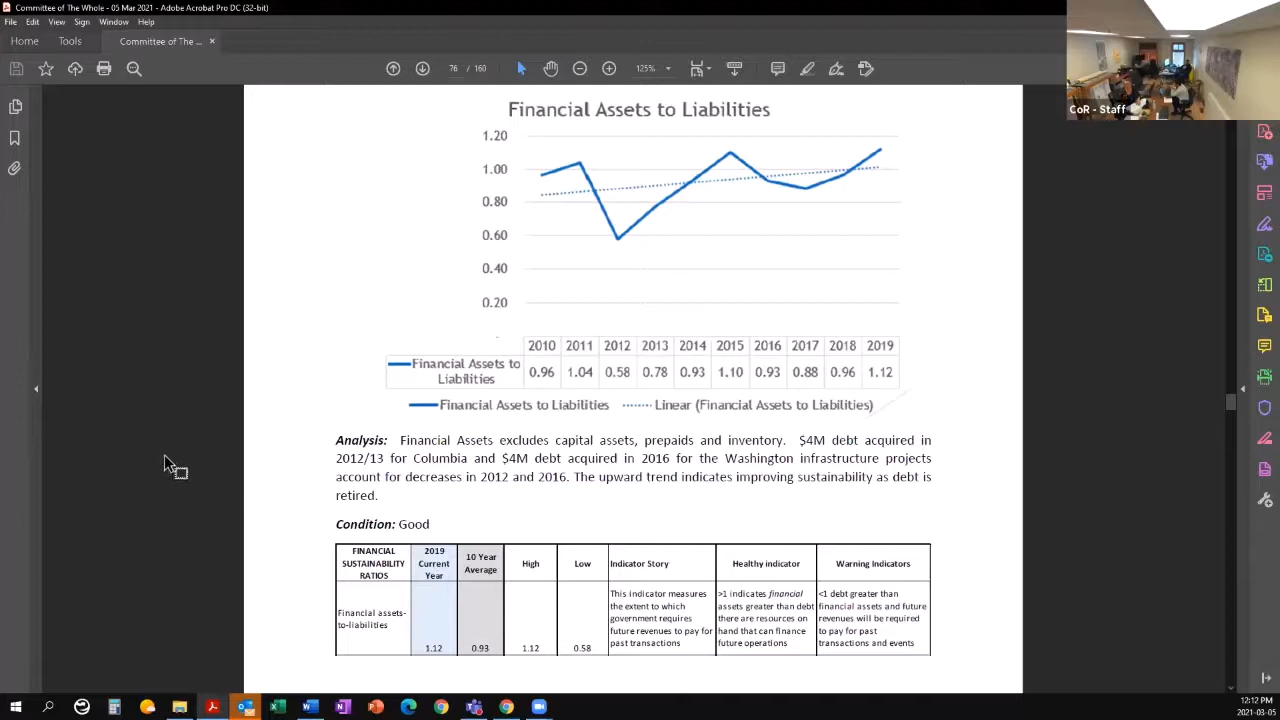 Committee of The Whole - 05 Mar 2021 - Adobe Acrobat Pro DC (32-bit)
File Edit View Sign Window Help
Home Tools Committee of The ... ×
76 / 160 125%
CoR - Staff
Financial Assets to Liabilities
1.20
1.00
0.80
0.60
0.40
0.20
-
2010 2011 2012 2013 2014 2015 2016 2017 2018 2019
Financial Assets to Liabilities 0.96 1.04 0.58 0.78 0.93 1.10 0.93 0.88 0.96 1.12
Financial Assets to Liabilities Linear (Financial Assets to Liabilities)
Analysis: Financial Assets excludes capital assets, prepaids and inventory. $4M debt acquired in
2012/13 for Columbia and $4M debt acquired in 2016 for the Washington infrastructure projects
account for decreases in 2012 and 2016. The upward trend indicates improving sustainability as debt is
retired.
Condition: Good
FINANCIAL
SUSTAINABILITY
RATIOS
2019
Current
Year
10 Year
Average
High
Low
Indicator Story
Healthy indicator
Warning Indicators
Financial assets-
to-liabilities
1.12
0.93
1.12
0.58
This indicator measures
the extent to which
government requires
future revenues to pay for
past transactions
>1 indicates financial
assets greater than debt
there are resources on
hand that can finance
future operations
<1 debt greater than
financial assets and future
revenues will be required
to pay for past
transactions and events
12:12 PM
2021-03-05